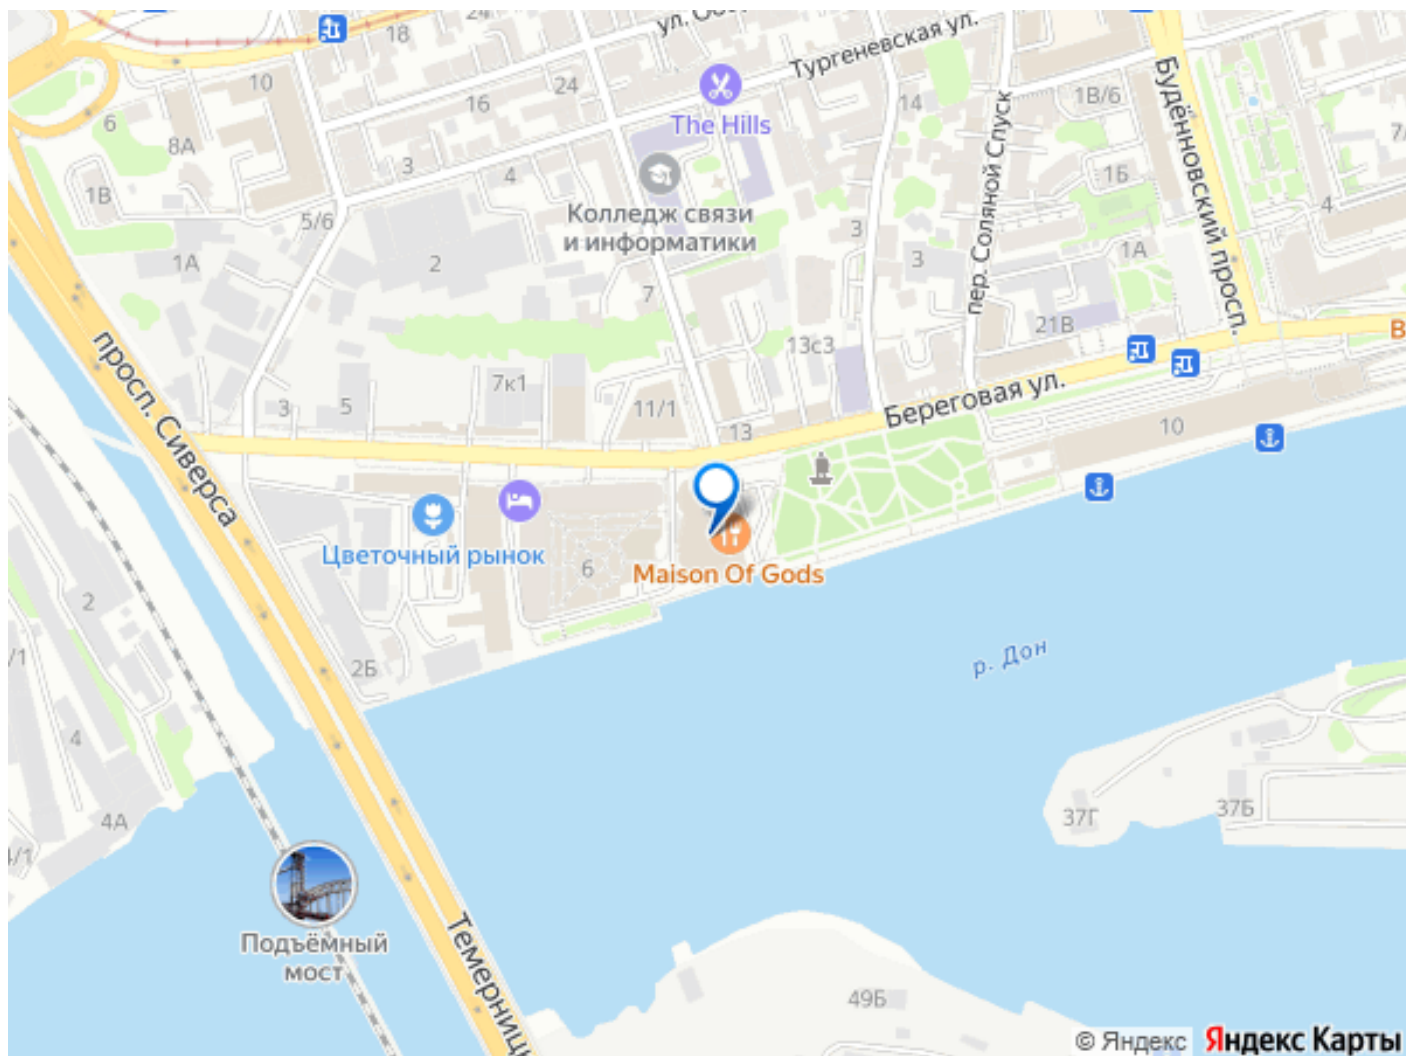 24
18
Тургеневская ул.
10
24
16
The Hills
14
1В/6
Будённовский просп.
6
8А
3
4
1В
5/6
Колледж связи
и информатики
пер. Соляной Спуск
1Б
4
1А
2
3
3
1А
7
21В
13с3
просп. Сиверса
7к1
3
5
11/1
13
Береговая ул.
10
Цветочный рынок
6
Maison Of Gods
2
2Б
р. Дон
4
4А
37Г
37Б
Подъёмный
мост
49Б
© Яндекс
Яндекс Карты